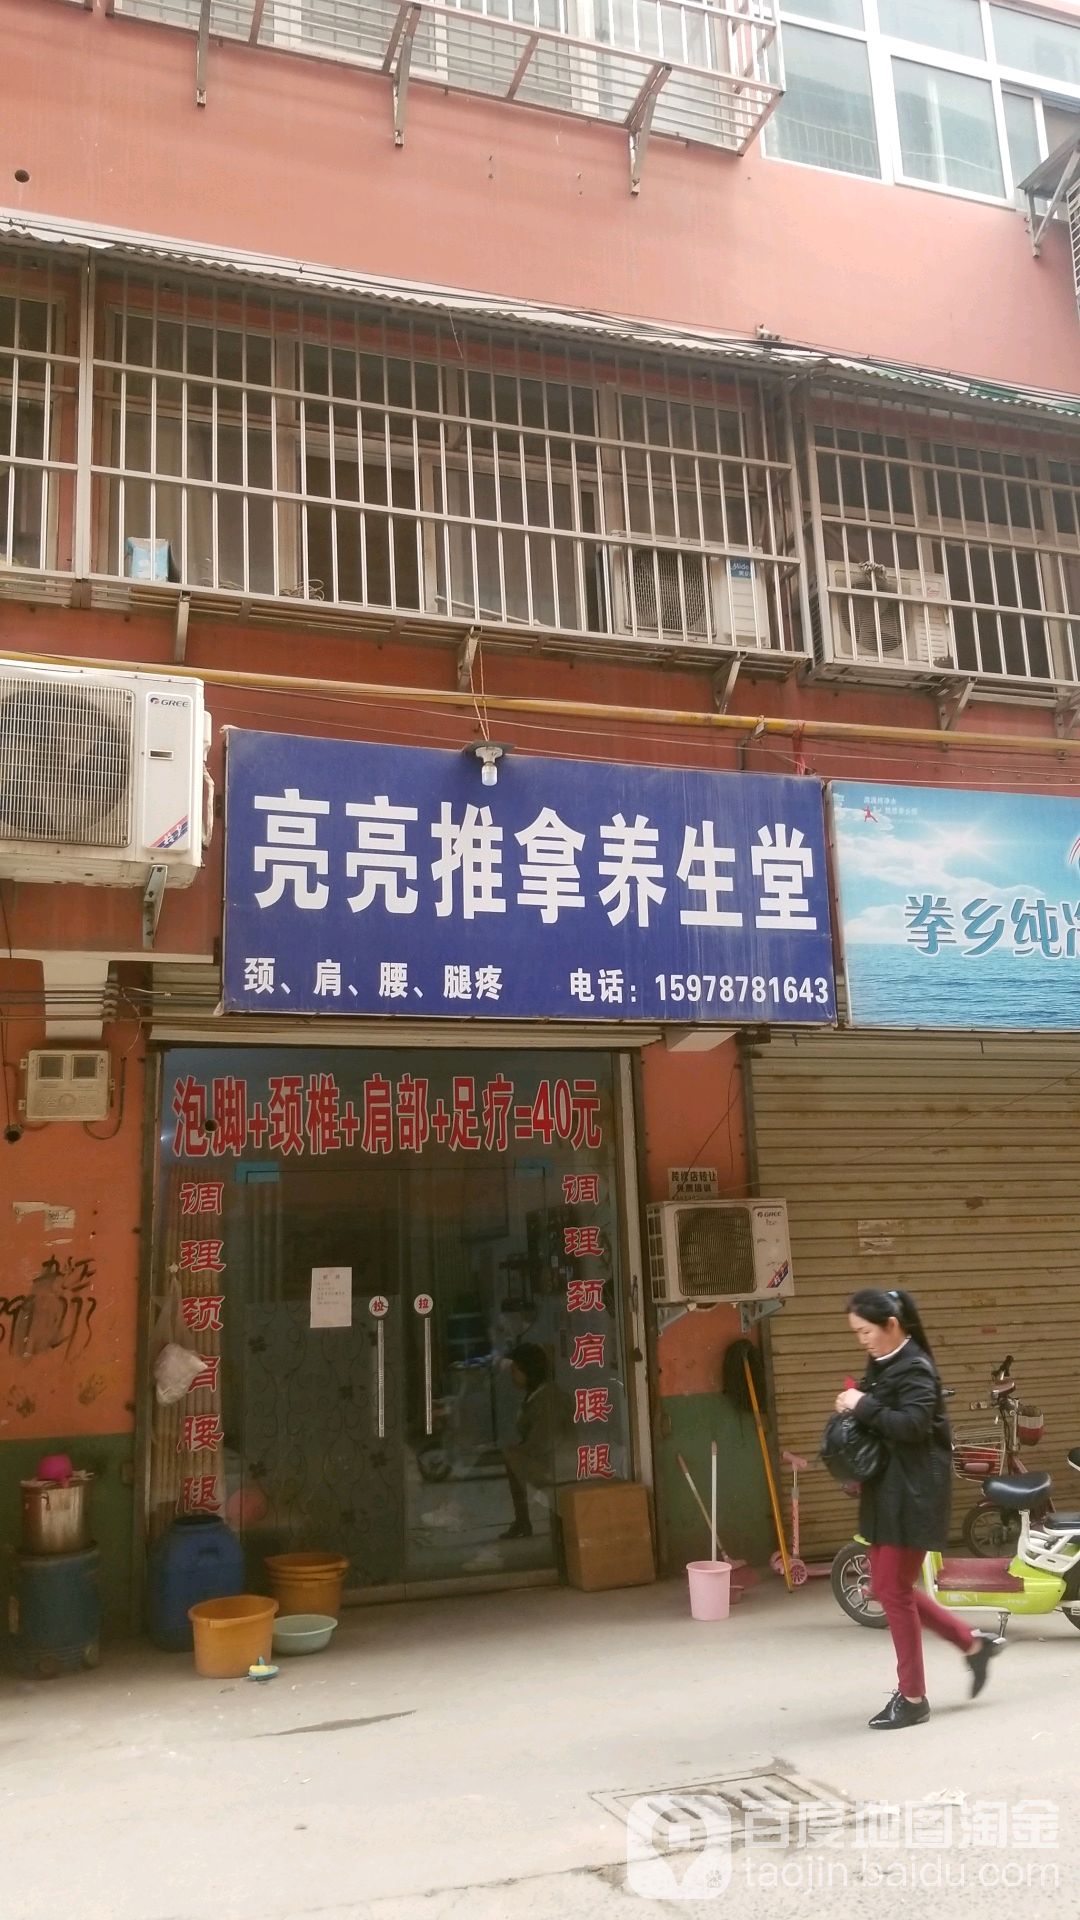 Midea
GREE
亮亮推拿养生堂
颈、肩、腰、腿疼 电话：15978781643
拳乡纯净
泡脚+颈椎+肩部+足疗=40元
调理颈肩腰腿
调理颈肩腰腿
拉 拉
GREE
百度地图淘金
taojin.baidu.com